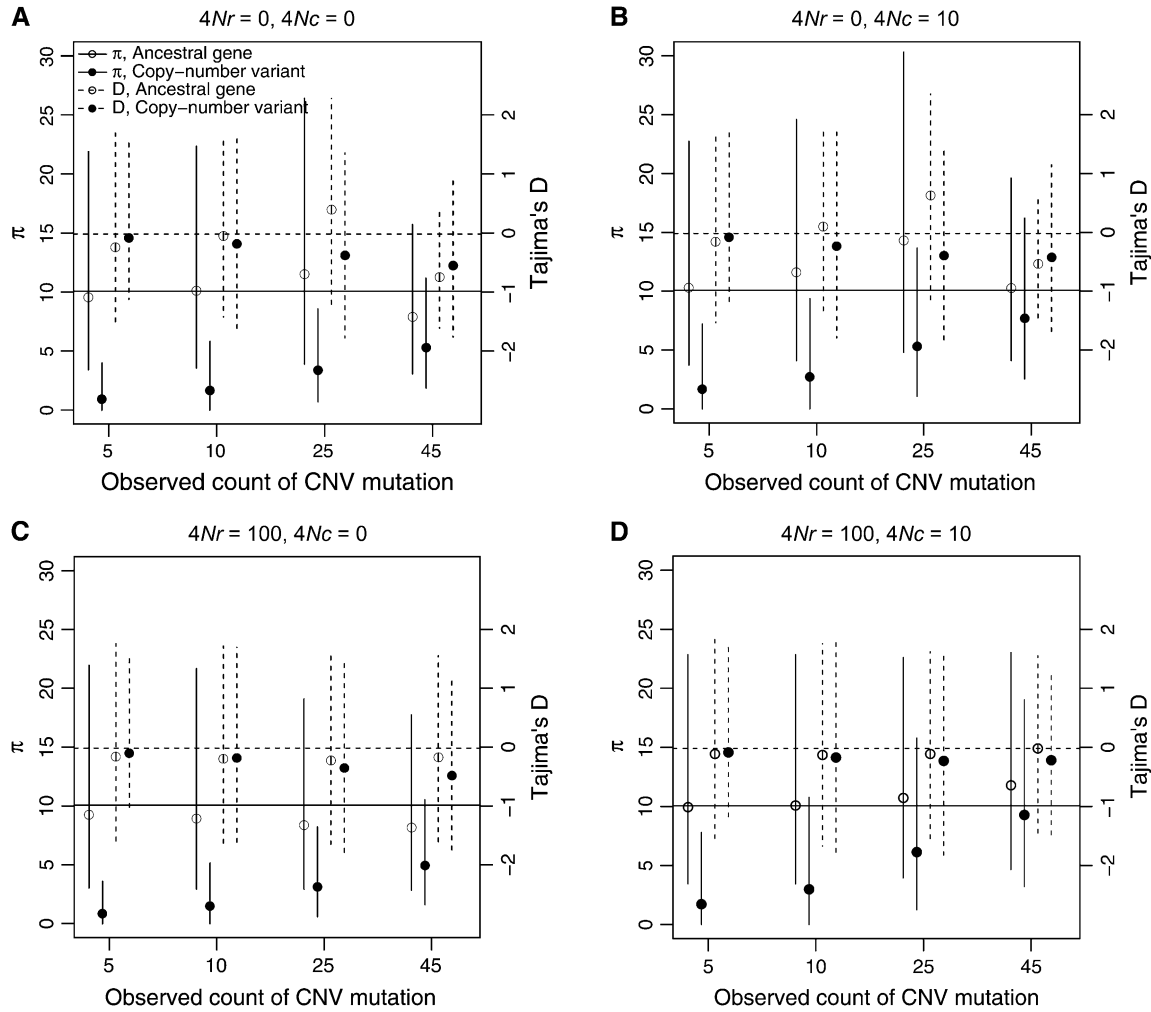 A
4Nr = 0, 4Nc = 0
π, Ancestral gene
π, Copy−number variant
D, Ancestral gene
D, Copy−number variant
30
25
20
15
10
5
0
π
2
1
0
−1
−2
Tajima's D
5 10 25 45
Observed count of CNV mutation
B
4Nr = 0, 4Nc = 10
30
25
20
15
10
5
0
π
2
1
0
−1
−2
Tajima's D
5 10 25 45
Observed count of CNV mutation
C
4Nr = 100, 4Nc = 0
30
25
20
15
10
5
0
π
2
1
0
−1
−2
Tajima's D
5 10 25 45
Observed count of CNV mutation
D
4Nr = 100, 4Nc = 10
30
25
20
15
10
5
0
π
2
1
0
−1
−2
Tajima's D
5 10 25 45
Observed count of CNV mutation